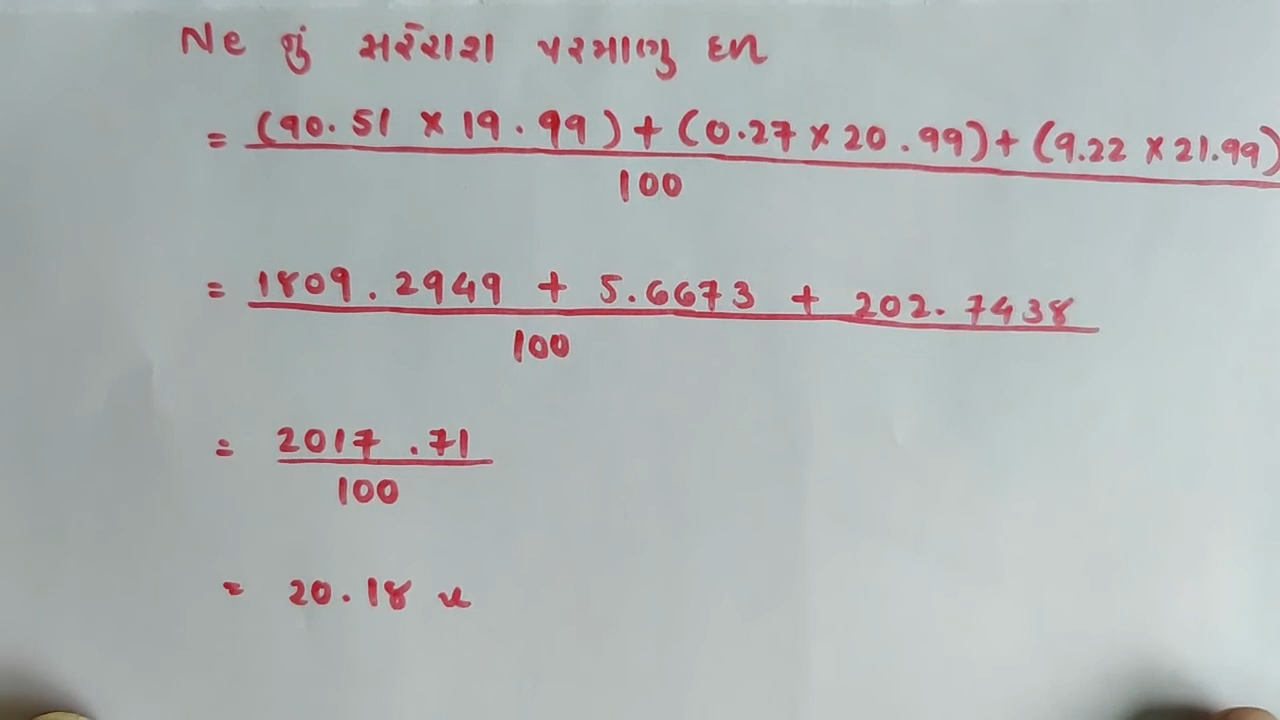 Ne નું સરેરાશ પરમાણુ દળ
= (90.51 × 19.99) + (0.27 × 20.99) + (9.22 × 21.99)
100
= 1809.2949 + 5.6673 + 202.7438
100
= 2017.71
100
= 20.18 u